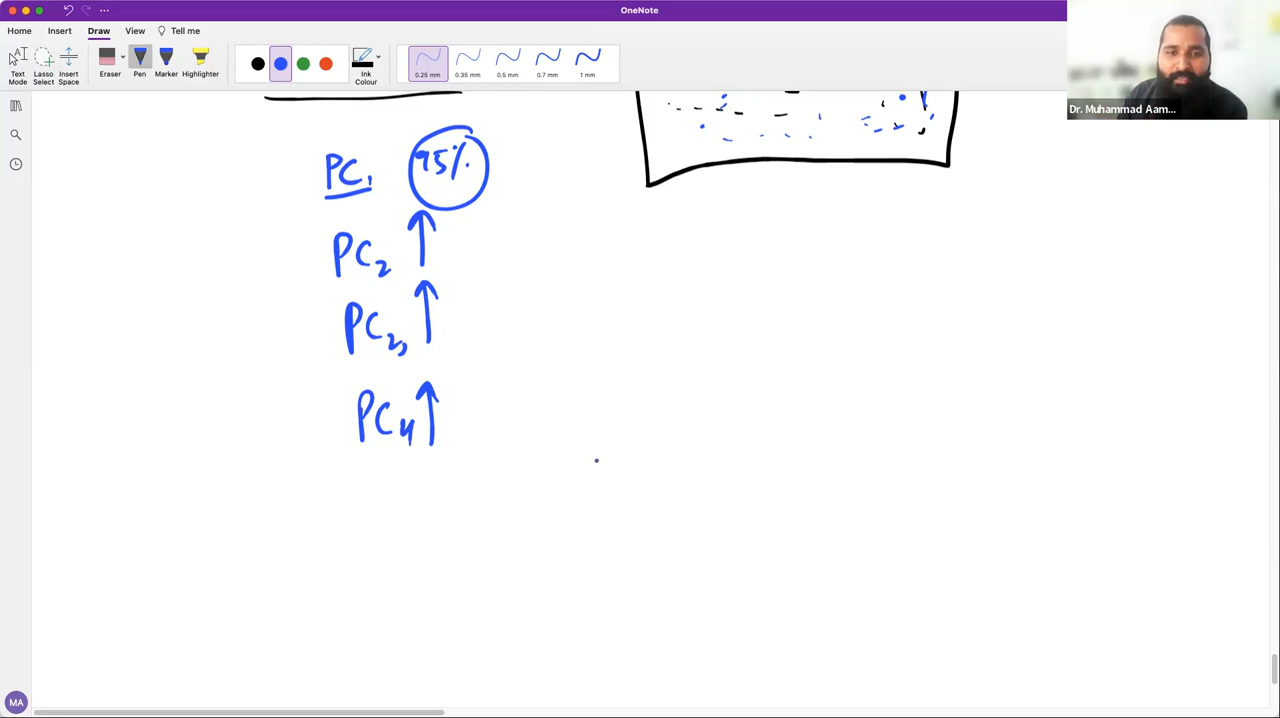 OneNote
Home Insert Draw View Tell me
Text Mode
Lasso Select
Insert Space
Eraser
Pen
Marker
Highlighter
Ink Colour
0.25 mm
0.35 mm
0.5 mm
0.7 mm
1 mm
Dr. Muhammad Aam...
PC1 95%
PC2 ↑
PC3 ↑
PC4 ↑
MA